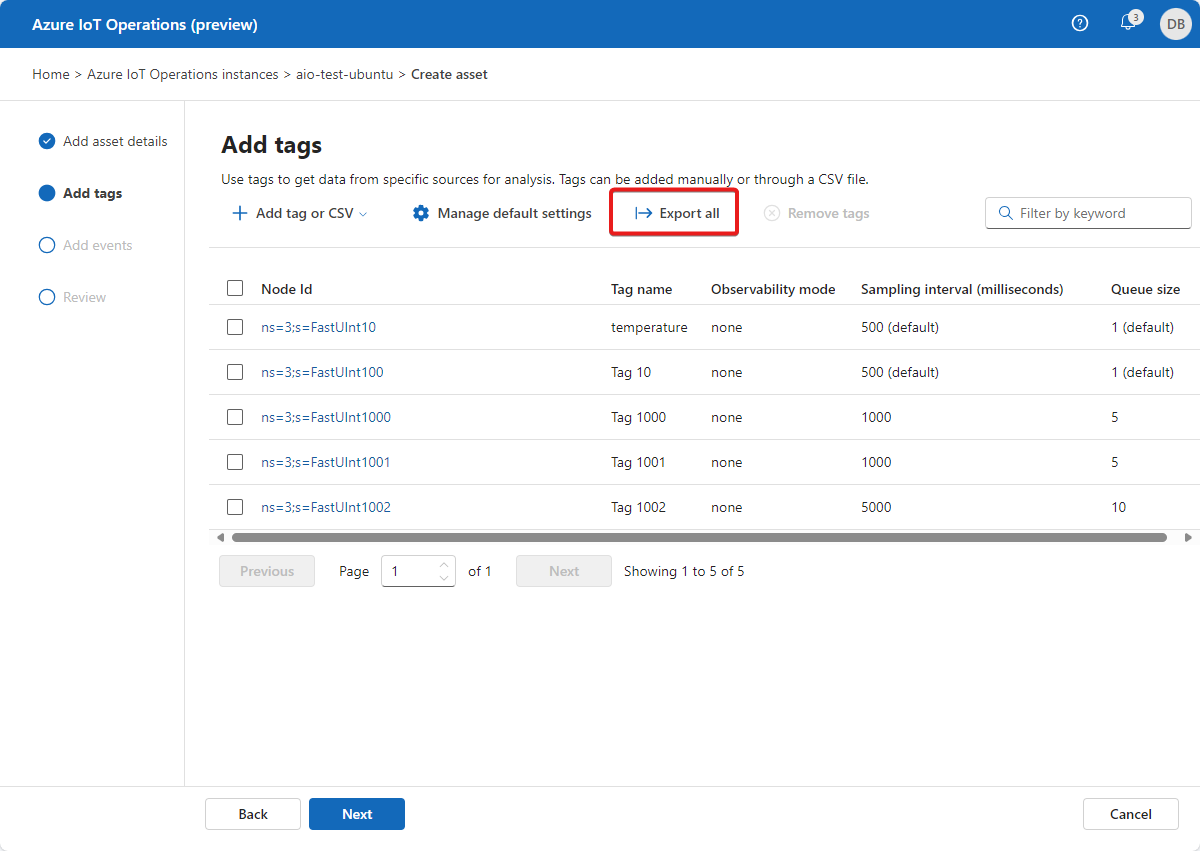 Azure IoT Operations (preview)
3
DB
Home > Azure IoT Operations instances > aio-test-ubuntu > Create asset
Add asset details
Add tags
Add events
Review
Add tags
Use tags to get data from specific sources for analysis. Tags can be added manually or through a CSV file.
Add tag or CSV Manage default settings Export all Remove tags Filter by keyword
Node Id Tag name Observability mode Sampling interval (milliseconds) Queue size
ns=3;s=FastUInt10 temperature none 500 (default) 1 (default)
ns=3;s=FastUInt100 Tag 10 none 500 (default) 1 (default)
ns=3;s=FastUInt1000 Tag 1000 none 1000 5
ns=3;s=FastUInt1001 Tag 1001 none 1000 5
ns=3;s=FastUInt1002 Tag 1002 none 5000 10
Previous Page 1 of 1 Next Showing 1 to 5 of 5
Back Next Cancel